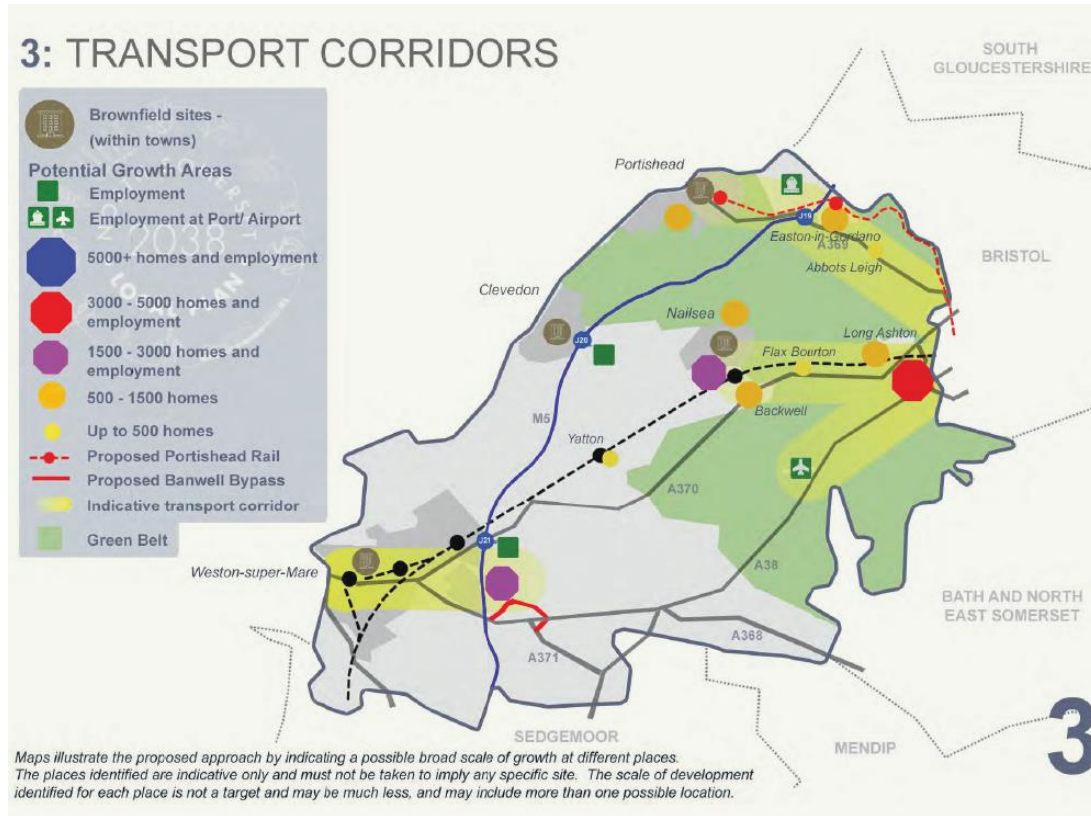 3: TRANSPORT CORRIDORS
Brownfield sites -
(within towns)
Potential Growth Areas
Employment
Employment at Port/ Airport
5000+ homes and employment
3000 - 5000 homes and
employment
1500 - 3000 homes and
employment
500 - 1500 homes
Up to 500 homes
Proposed Portishead Rail
Proposed Banwell Bypass
Indicative transport corridor
Green Belt
2038
SOUTH
GLOUCESTERSHIRE
Portishead
J19
Easton-in-Gordano
A369
Abbots Leigh
BRISTOL
Clevedon
J20
Nailsea
Long Ashton
Flax Bourton
Backwell
M5
Yatton
A370
J21
Weston-super-Mare
A38
BATH AND NORTH
EAST SOMERSET
A368
A371
SEDGEMOOR
MENDIP
3
Maps illustrate the proposed approach by indicating a possible broad scale of growth at different places.
The places identified are indicative only and must not be taken to imply any specific site. The scale of development
identified for each place is not a target and may be much less, and may include more than one possible location.